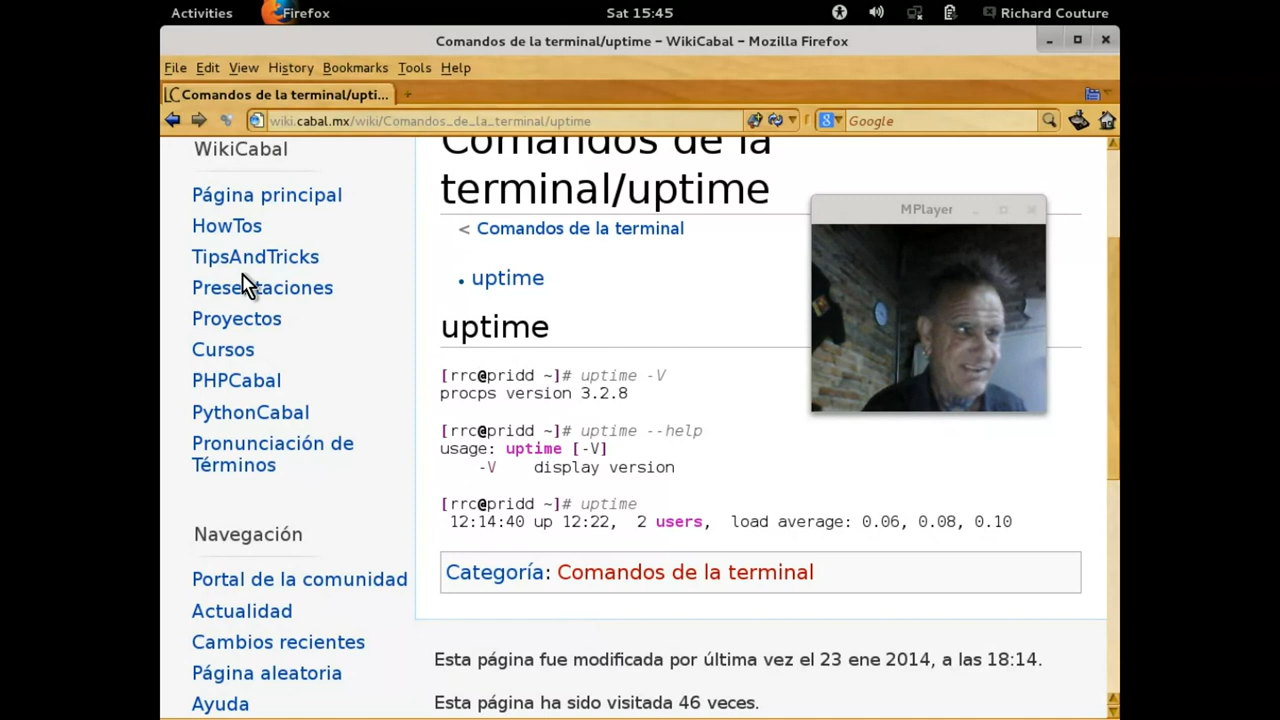 Activities Firefox Sat 15:45 Richard Couture
Comandos de la terminal/uptime – WikiCabal – Mozilla Firefox
File Edit View History Bookmarks Tools Help
Comandos de la terminal/upti...
wiki.cabal.mx/wiki/Comandos_de_la_terminal/uptime
Google
WikiCabal
Página principal
HowTos
TipsAndTricks
Presentaciones
Proyectos
Cursos
PHPCabal
PythonCabal
Pronunciación de
Términos
Navegación
Portal de la comunidad
Actualidad
Cambios recientes
Página aleatoria
Ayuda
Comandos de la
terminal/uptime
< Comandos de la terminal
• uptime
uptime
[rrc@pridd ~]# uptime -V
procps version 3.2.8
[rrc@pridd ~]# uptime --help
usage: uptime [-V]
-V display version
[rrc@pridd ~]# uptime
12:14:40 up 12:22, 2 users, load average: 0.06, 0.08, 0.10
Categoría: Comandos de la terminal
Esta página fue modificada por última vez el 23 ene 2014, a las 18:14.
Esta página ha sido visitada 46 veces.
MPlayer